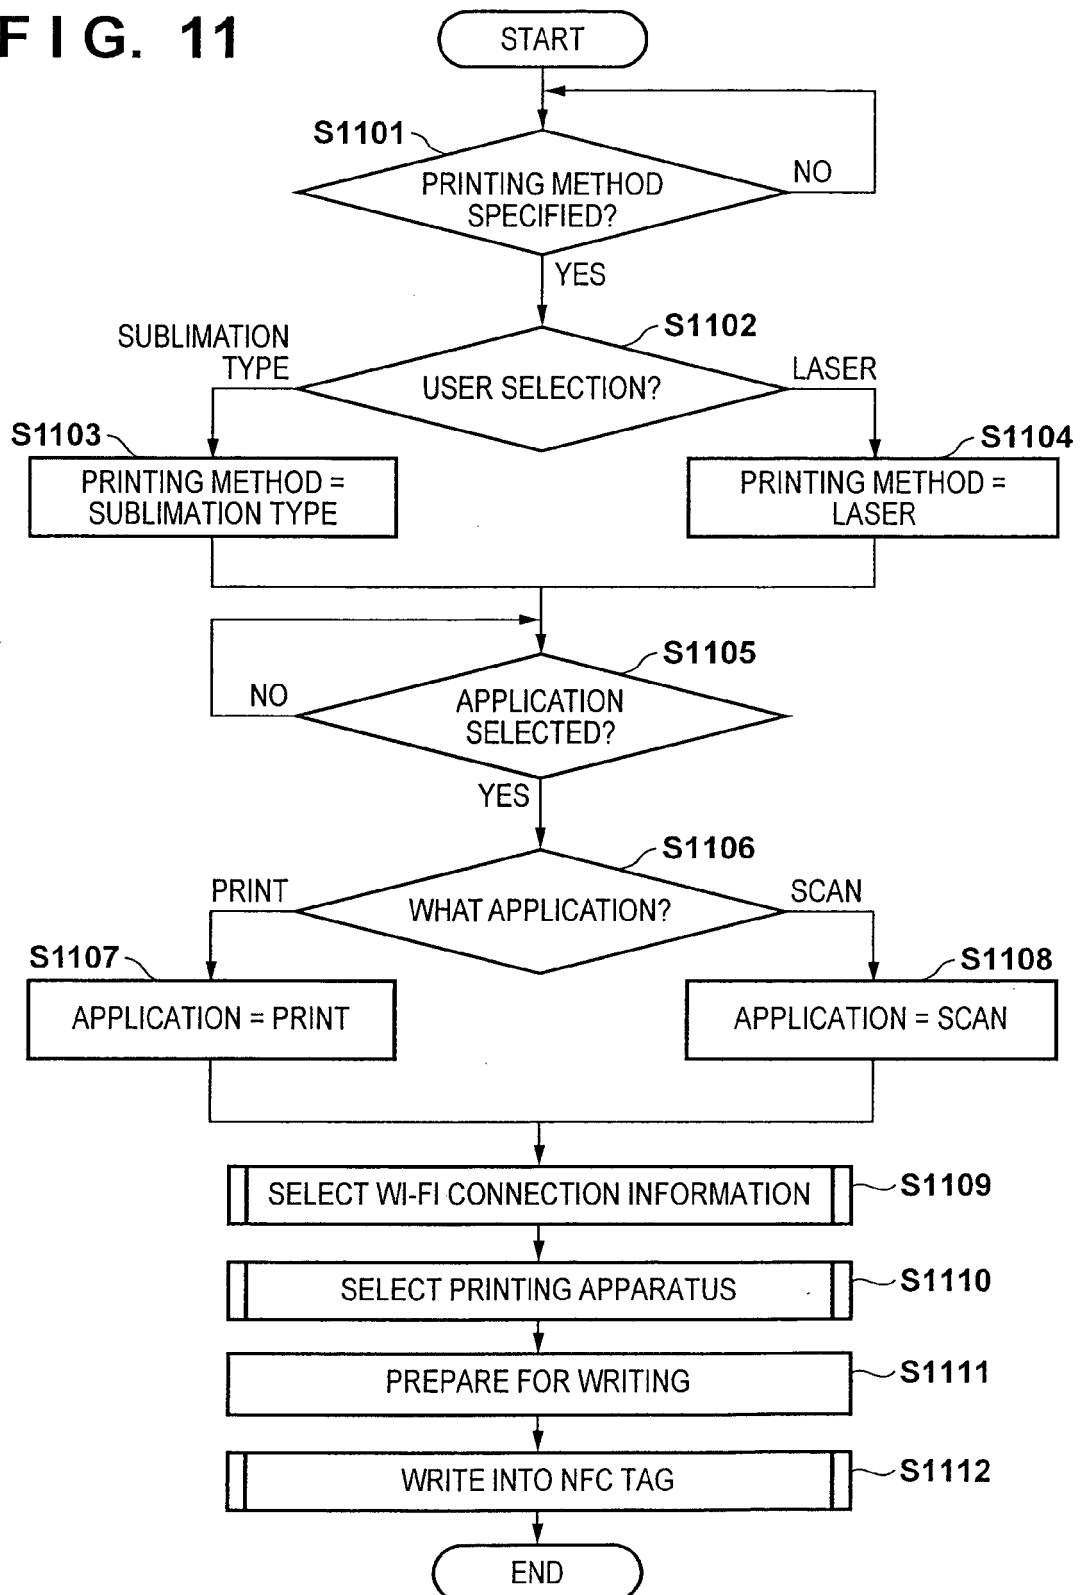 FIG. 11
START
S1101
PRINTING METHOD
SPECIFIED?
NO
YES
S1102
SUBLIMATION
TYPE
USER SELECTION?
LASER
S1103
PRINTING METHOD =
SUBLIMATION TYPE
S1104
PRINTING METHOD =
LASER
S1105
NO
APPLICATION
SELECTED?
YES
S1106
PRINT
WHAT APPLICATION?
SCAN
S1107
APPLICATION = PRINT
S1108
APPLICATION = SCAN
SELECT WI-FI CONNECTION INFORMATION
S1109
SELECT PRINTING APPARATUS
S1110
PREPARE FOR WRITING
S1111
WRITE INTO NFC TAG
S1112
END